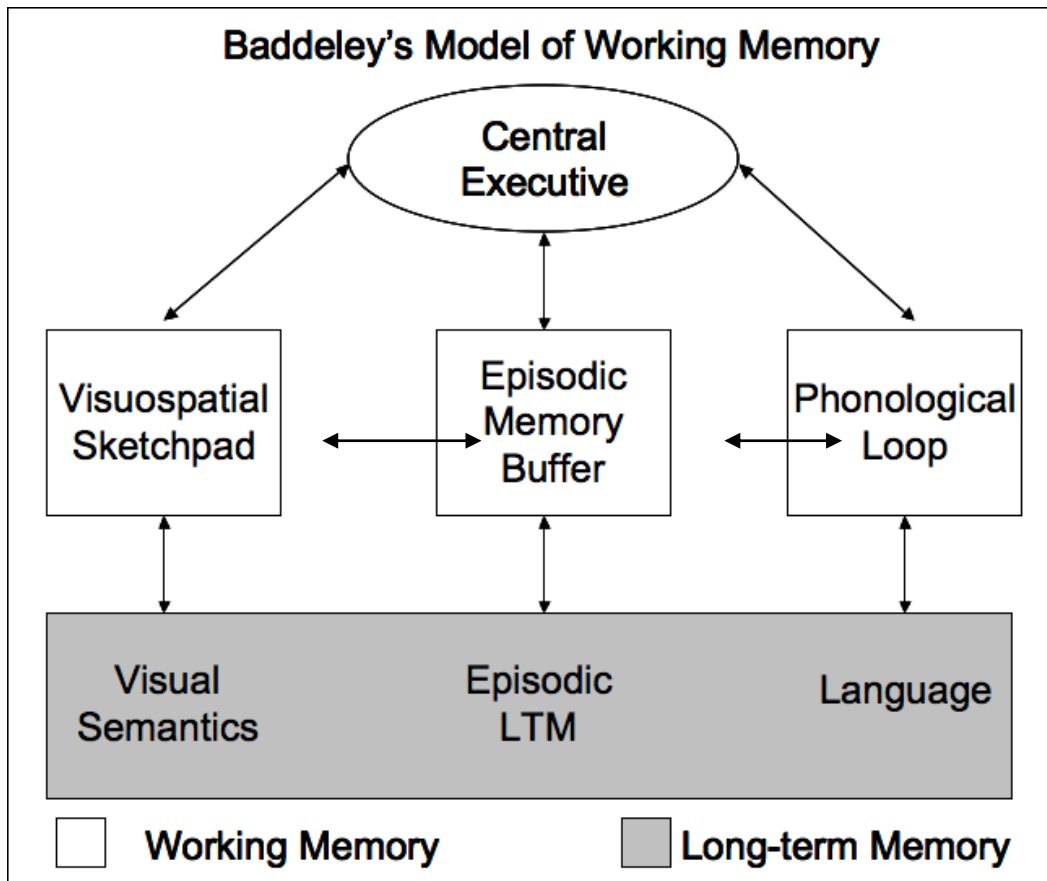 Baddeley's Model of Working Memory
Central
Executive
Visuospatial
Sketchpad
Episodic
Memory
Buffer
Phonological
Loop
Visual
Semantics
Episodic
LTM
Language
Working Memory
Long-term Memory